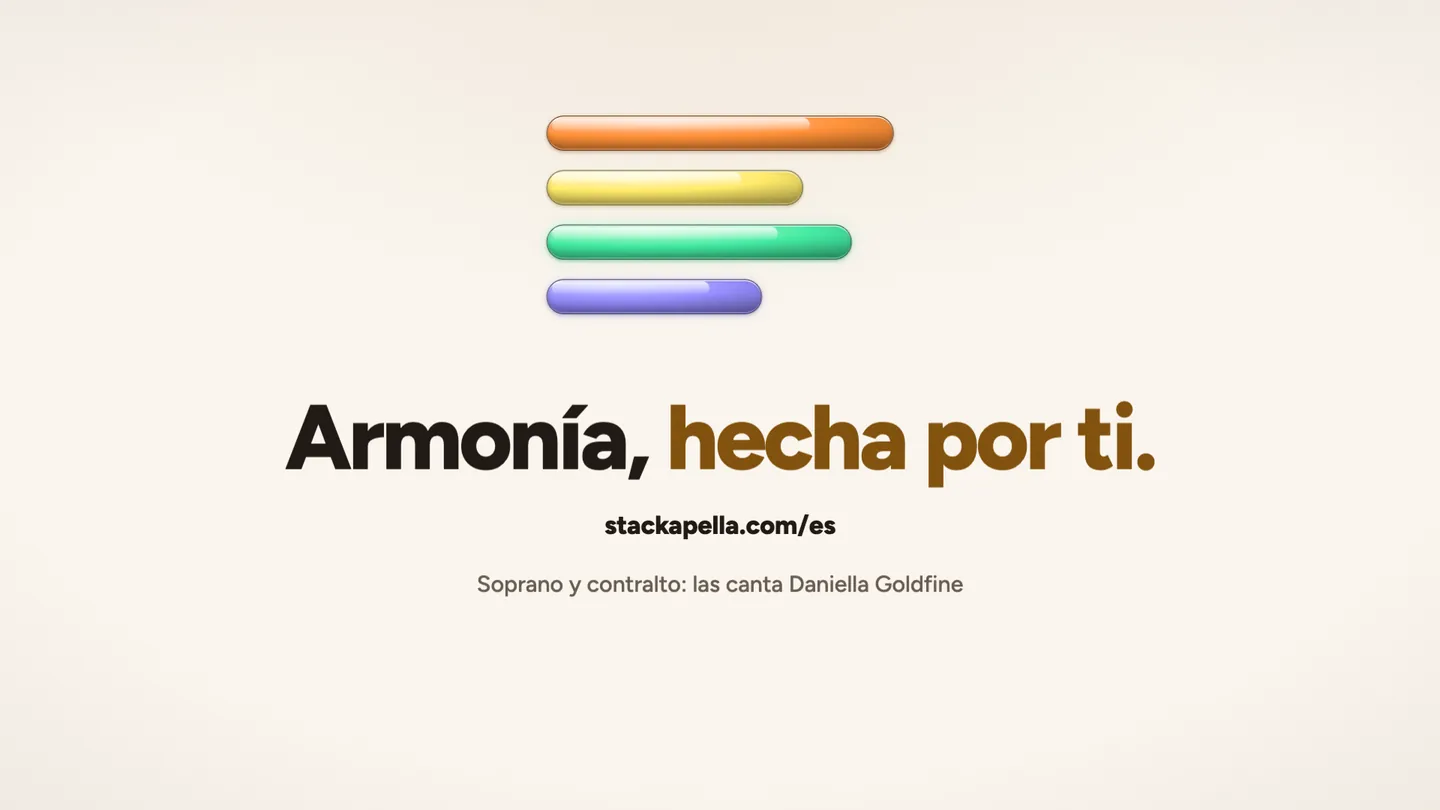 Armonía, hecha por ti.
stackapella.com/es
Soprano y contralto: las canta Daniella Goldfine